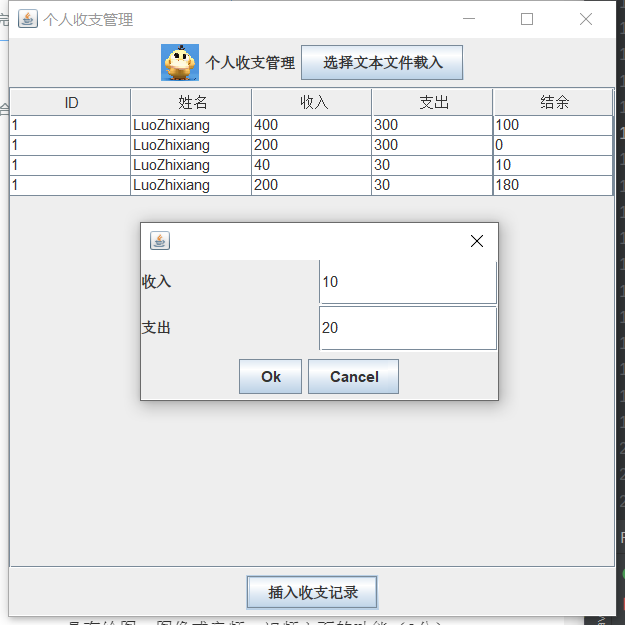 个人收支管理
个人收支管理 选择文本文件载入
ID 姓名 收入 支出 结余
1 LuoZhixiang 400 300 100
1 LuoZhixiang 200 300 0
1 LuoZhixiang 40 30 10
1 LuoZhixiang 200 30 180
收入 10
支出 20
Ok Cancel
插入收支记录